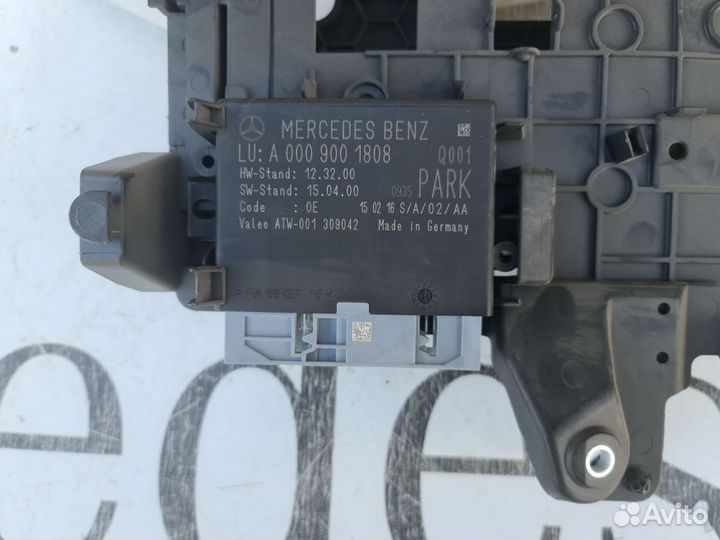 MERCEDES BENZ
LU: A 000 900 1808 Q001
HW-Stand: 12.32.00
SW-Stand: 15.04.00 0935 PARK
Code : 0E 15 02 16 S/A/02/AA
Valeo ATW-001 309042 Made in Germany
edes
Avito